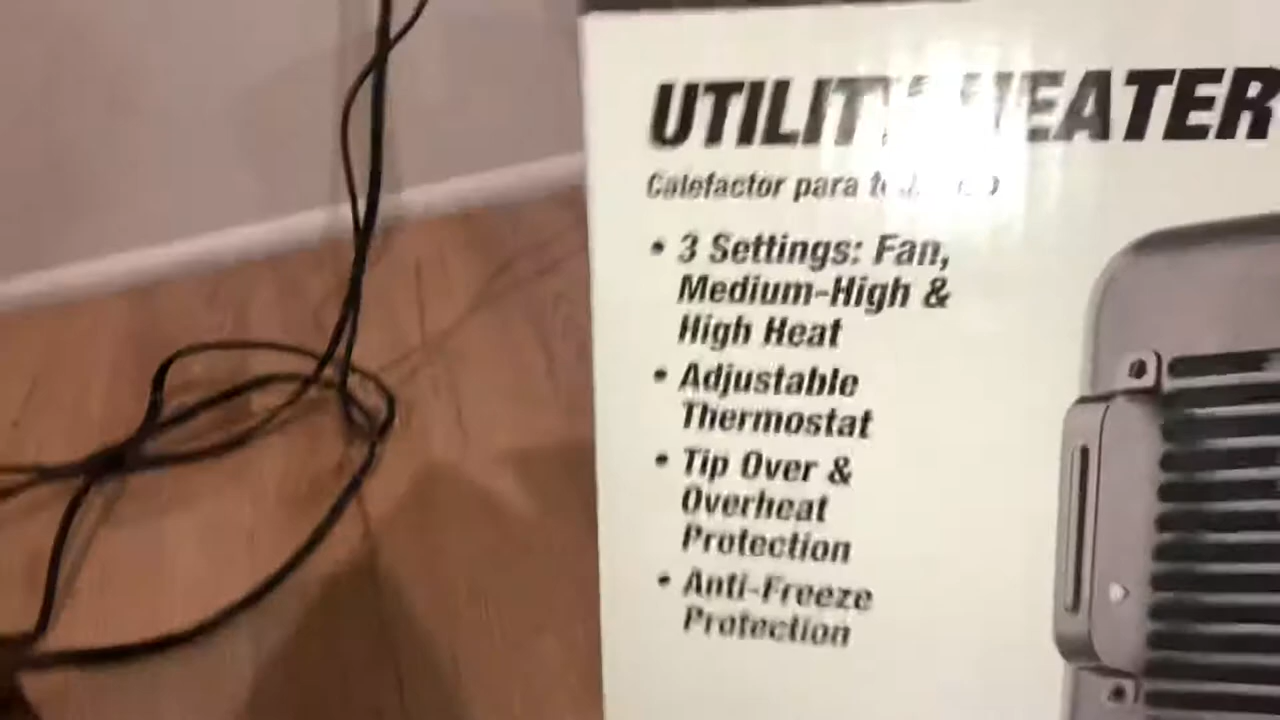 UTILITY HEATER
Calefactor para
• 3 Settings: Fan,
Medium-High &
High Heat
• Adjustable
Thermostat
• Tip Over &
Overheat
Protection
• Anti-Freeze
Protection